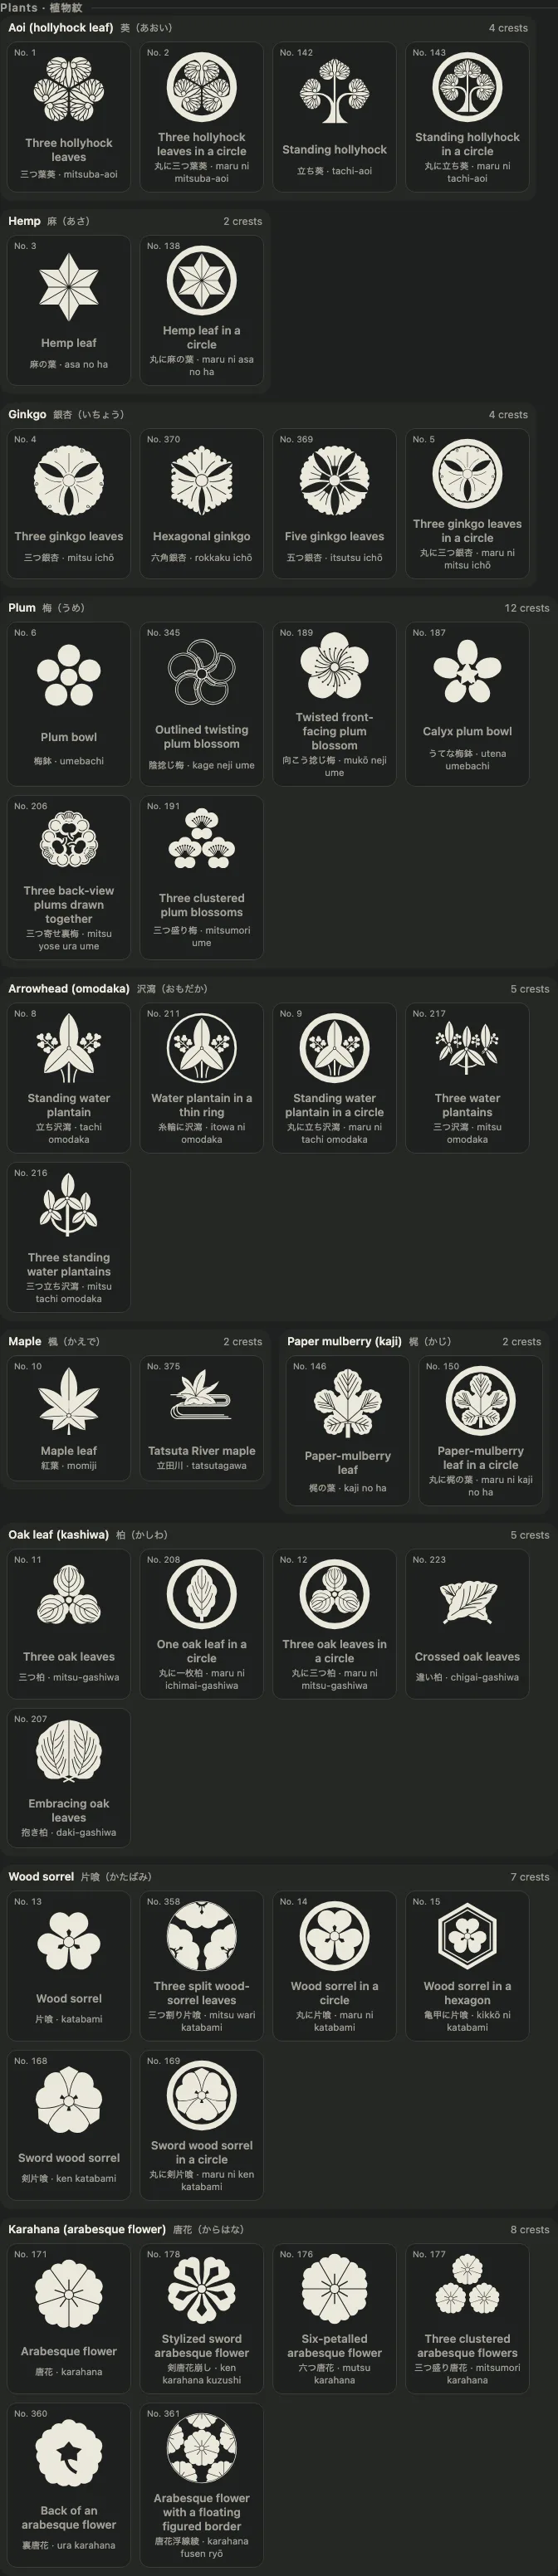 Plants · 植物紋
Aoi (hollyhock leaf) 葵（あおい） 4 crests
No. 1
Three hollyhock
leaves
三つ葉葵 · mitsuba-aoi
No. 2
Three hollyhock
leaves in a circle
丸に三つ葉葵 · maru ni
mitsuba-aoi
No. 142
Standing hollyhock
立ち葵 · tachi-aoi
No. 143
Standing hollyhock
in a circle
丸に立ち葵 · maru ni
tachi-aoi
Hemp 麻（あさ） 2 crests
No. 3
Hemp leaf
麻の葉 · asa no ha
No. 138
Hemp leaf in a
circle
丸に麻の葉 · maru ni asa
no ha
Ginkgo 銀杏（いちょう） 4 crests
No. 4
Three ginkgo leaves
三つ銀杏 · mitsu ichō
No. 370
Hexagonal ginkgo
六角銀杏 · rokkaku ichō
No. 369
Five ginkgo leaves
五つ銀杏 · itsutsu ichō
No. 5
Three ginkgo leaves
in a circle
丸に三つ銀杏 · maru ni
mitsu ichō
Plum 梅（うめ） 12 crests
No. 6
Plum bowl
梅鉢 · umebachi
No. 345
Outlined twisting
plum blossom
陰捻じ梅 · kage neji ume
No. 189
Twisted front-
facing plum
blossom
向こう捻じ梅 · mukō neji
ume
No. 187
Calyx plum bowl
うてな梅鉢 · utena
umebachi
No. 206
Three back-view
plums drawn
together
三つ寄せ裏梅 · mitsu
yose ura ume
No. 191
Three clustered
plum blossoms
三つ盛り梅 · mitsumori
ume
Arrowhead (omodaka) 沢瀉（おもだか） 5 crests
No. 8
Standing water
plantain
立ち沢瀉 · tachi
omodaka
No. 211
Water plantain in a
thin ring
糸輪に沢瀉 · itowa ni
omodaka
No. 9
Standing water
plantain in a circle
丸に立ち沢瀉 · maru ni
tachi omodaka
No. 217
Three water
plantains
三つ沢瀉 · mitsu
omodaka
No. 216
Three standing
water plantains
三つ立ち沢瀉 · mitsu
tachi omodaka
Maple 楓（かえで） 2 crests
No. 10
Maple leaf
紅葉 · momiji
No. 375
Tatsuta River maple
立田川 · tatsutagawa
Paper mulberry (kaji) 梶（かじ） 2 crests
No. 146
Paper-mulberry
leaf
梶の葉 · kaji no ha
No. 150
Paper-mulberry
leaf in a circle
丸に梶の葉 · maru ni kaji
no ha
Oak leaf (kashiwa) 柏（かしわ） 5 crests
No. 11
Three oak leaves
三つ柏 · mitsu-gashiwa
No. 208
One oak leaf in a
circle
丸に一枚柏 · maru ni
ichimai-gashiwa
No. 12
Three oak leaves in
a circle
丸に三つ柏 · maru ni
mitsu-gashiwa
No. 223
Crossed oak leaves
違い柏 · chigai-gashiwa
No. 207
Embracing oak
leaves
抱き柏 · daki-gashiwa
Wood sorrel 片喰（かたばみ） 7 crests
No. 13
Wood sorrel
片喰 · katabami
No. 358
Three split wood-
sorrel leaves
三つ割り片喰 · mitsu wari
katabami
No. 14
Wood sorrel in a
circle
丸に片喰 · maru ni
katabami
No. 15
Wood sorrel in a
hexagon
亀甲に片喰 · kikkō ni
katabami
No. 168
Sword wood sorrel
剣片喰 · ken katabami
No. 169
Sword wood sorrel
in a circle
丸に剣片喰 · maru ni ken
katabami
Karahana (arabesque flower) 唐花（からはな） 8 crests
No. 171
Arabesque flower
唐花 · karahana
No. 178
Stylized sword
arabesque flower
剣唐花崩し · ken
karahana kuzushi
No. 176
Six-petalled
arabesque flower
六つ唐花 · mutsu
karahana
No. 177
Three clustered
arabesque flowers
三つ盛り唐花 · mitsumori
karahana
No. 360
Back of an
arabesque flower
裏唐花 · ura karahana
No. 361
Arabesque flower
with a floating
figured border
唐花浮線綾 · karahana
fusen ryō